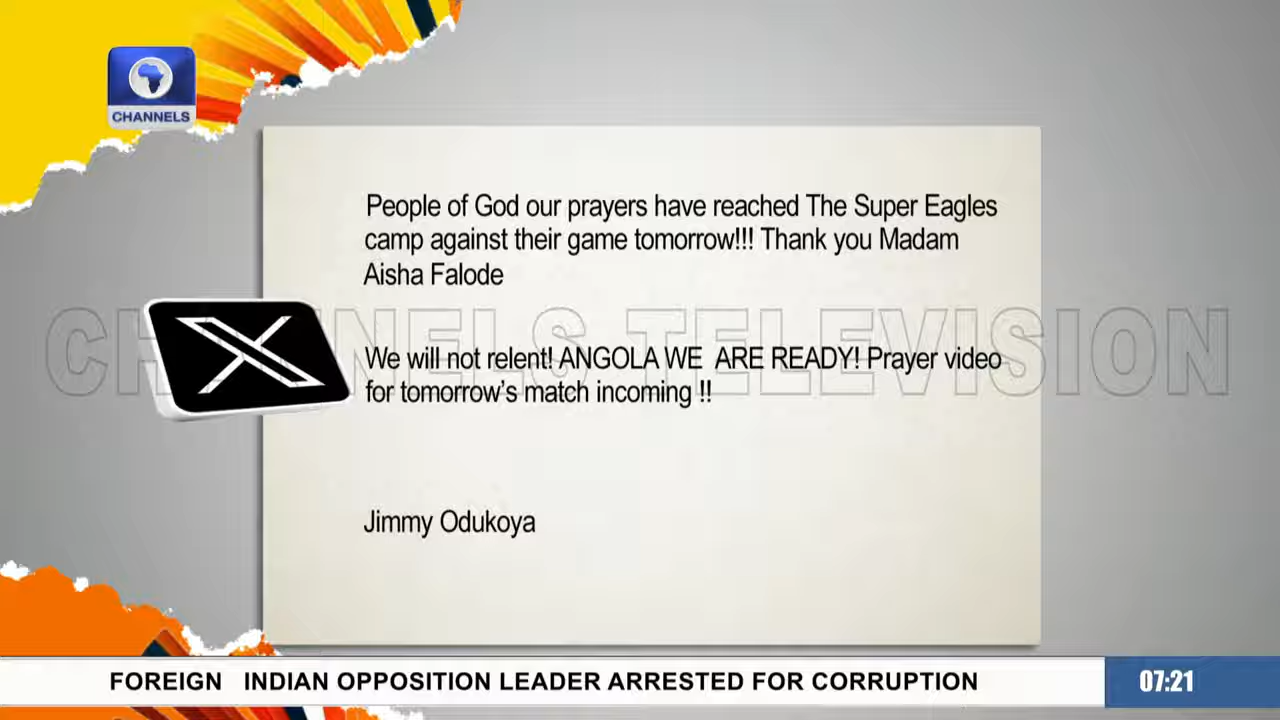 CHANNELS
People of God our prayers have reached The Super Eagles
camp against their game tomorrow!!! Thank you Madam
Aisha Falode
We will not relent! ANGOLA WE  ARE READY! Prayer video
for tomorrow’s match incoming !!
CHANNELS TELEVISION
Jimmy Odukoya
FOREIGN   INDIAN OPPOSITION LEADER ARRESTED FOR CORRUPTION
07:21